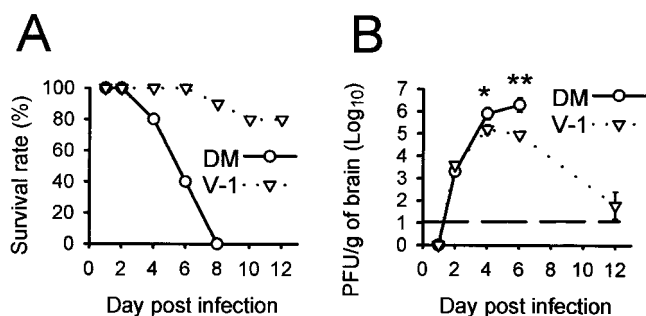 A
Survival rate (%)
100
80
60
40
20
0
DM
V-1
0 2 4 6 8 10 12
Day post infection
B
PFU/g of brain (Log10)
7
6
5
4
3
2
1
0
* **
DM
V-1
0 2 4 6 8 10 12
Day post infection